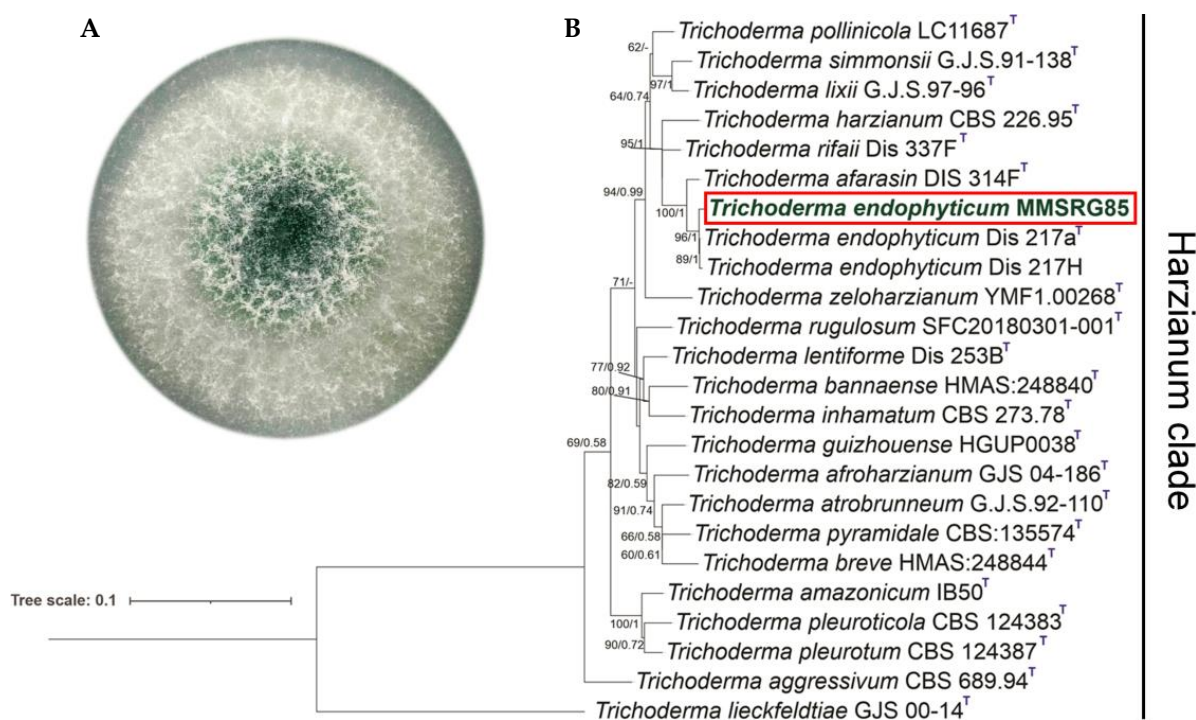 A
B
Trichoderma pollinicola LC11687T
62/-
Trichoderma simmonsii G.J.S.91-138T
97/1
Trichoderma lixii G.J.S.97-96T
64/0.74
Trichoderma harzianum CBS 226.95T
95/1
Trichoderma rifaii Dis 337FT
Trichoderma afarasin DIS 314FT
94/0.99
100/1
Trichoderma endophyticum MMSRG85
96/1
Trichoderma endophyticum Dis 217aT
89/1
Trichoderma endophyticum Dis 217H
71/-
Trichoderma zeloharzianum YMF1.00268T
Trichoderma rugulosum SFC20180301-001T
77/0.92
Trichoderma lentiforme Dis 253BT
80/0.91
Trichoderma bannaense HMAS:248840T
Trichoderma inhamatum CBS 273.78T
69/0.58
Trichoderma guizhouense HGUP0038T
82/0.59
Trichoderma afroharzianum GJS 04-186T
91/0.74
Trichoderma atrobrunneum G.J.S.92-110T
66/0.58
Trichoderma pyramidale CBS:135574T
60/0.61
Trichoderma breve HMAS:248844T
Trichoderma amazonicum IB50T
100/1
Trichoderma pleuroticola CBS 124383T
90/0.72
Trichoderma pleurotum CBS 124387T
Trichoderma aggressivum CBS 689.94T
Trichoderma lieckfeldtiae GJS 00-14T
Tree scale: 0.1
Harzianum clade